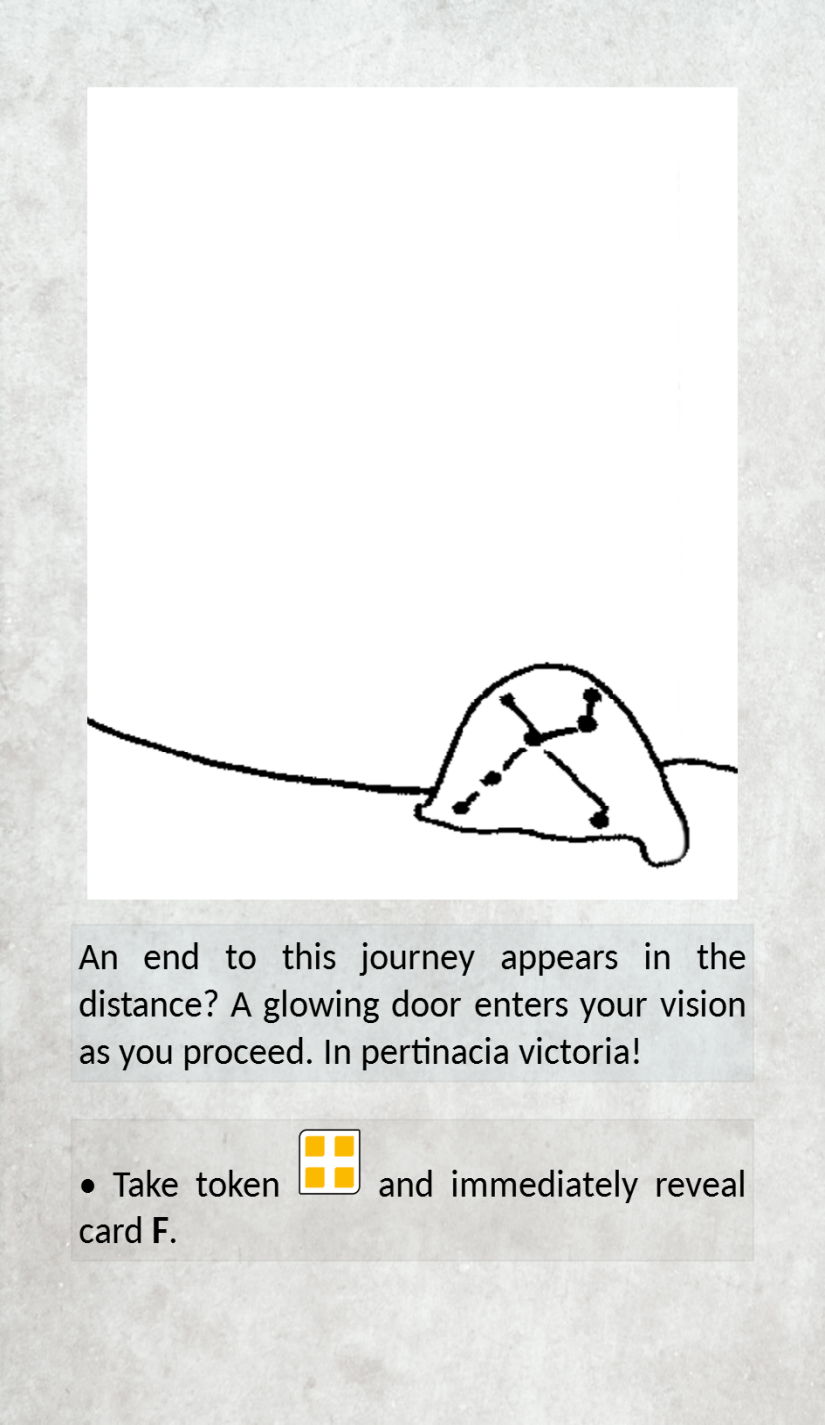 An end to this journey appears in the
distance? A glowing door enters your vision
as you proceed. In pertinacia victoria!
• Take token and immediately reveal
card F.